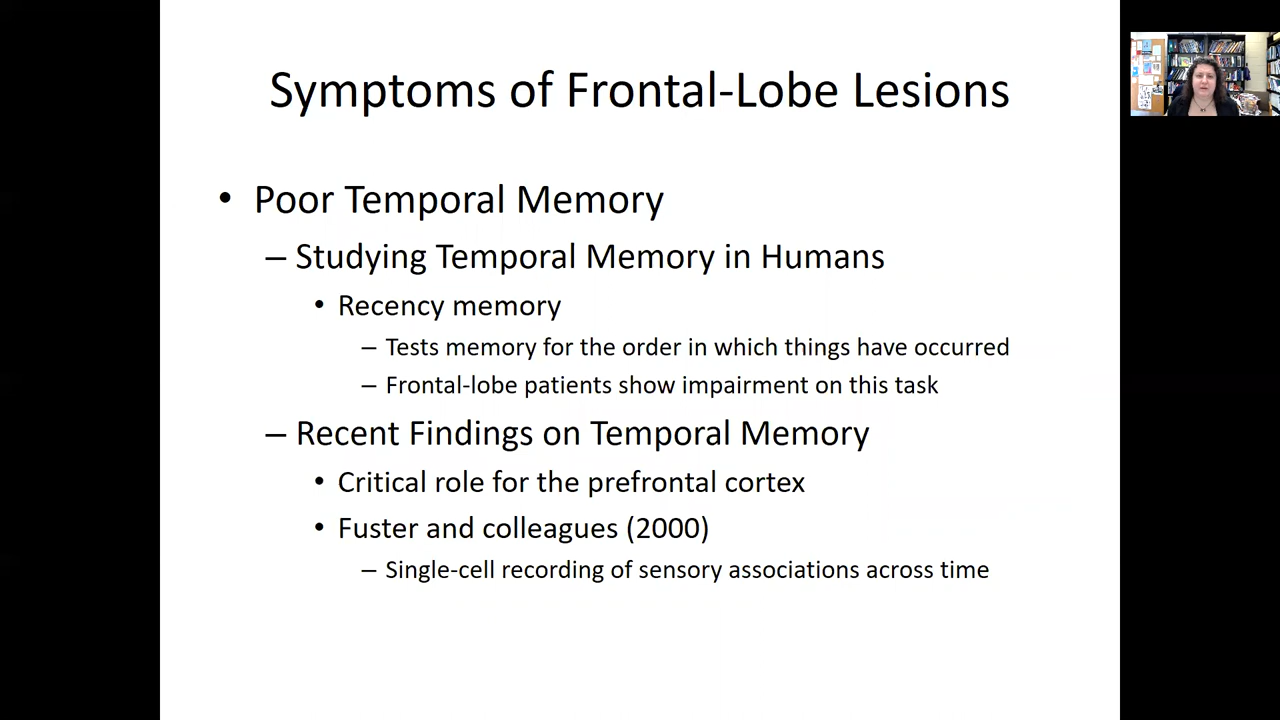 Symptoms of Frontal-Lobe Lesions
• Poor Temporal Memory
– Studying Temporal Memory in Humans
• Recency memory
– Tests memory for the order in which things have occurred
– Frontal-lobe patients show impairment on this task
– Recent Findings on Temporal Memory
• Critical role for the prefrontal cortex
• Fuster and colleagues (2000)
– Single-cell recording of sensory associations across time